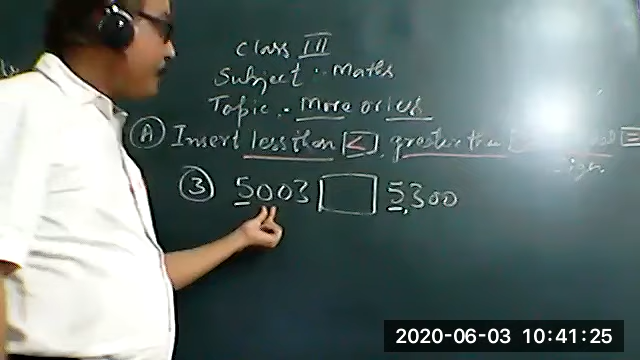 Class III
Subject :- Maths
Topic :- More or less
(A) Insert less than [<], greater than [=]
sign.
(3) 5003 [ ] 5,300
2020-06-03 10:41:25